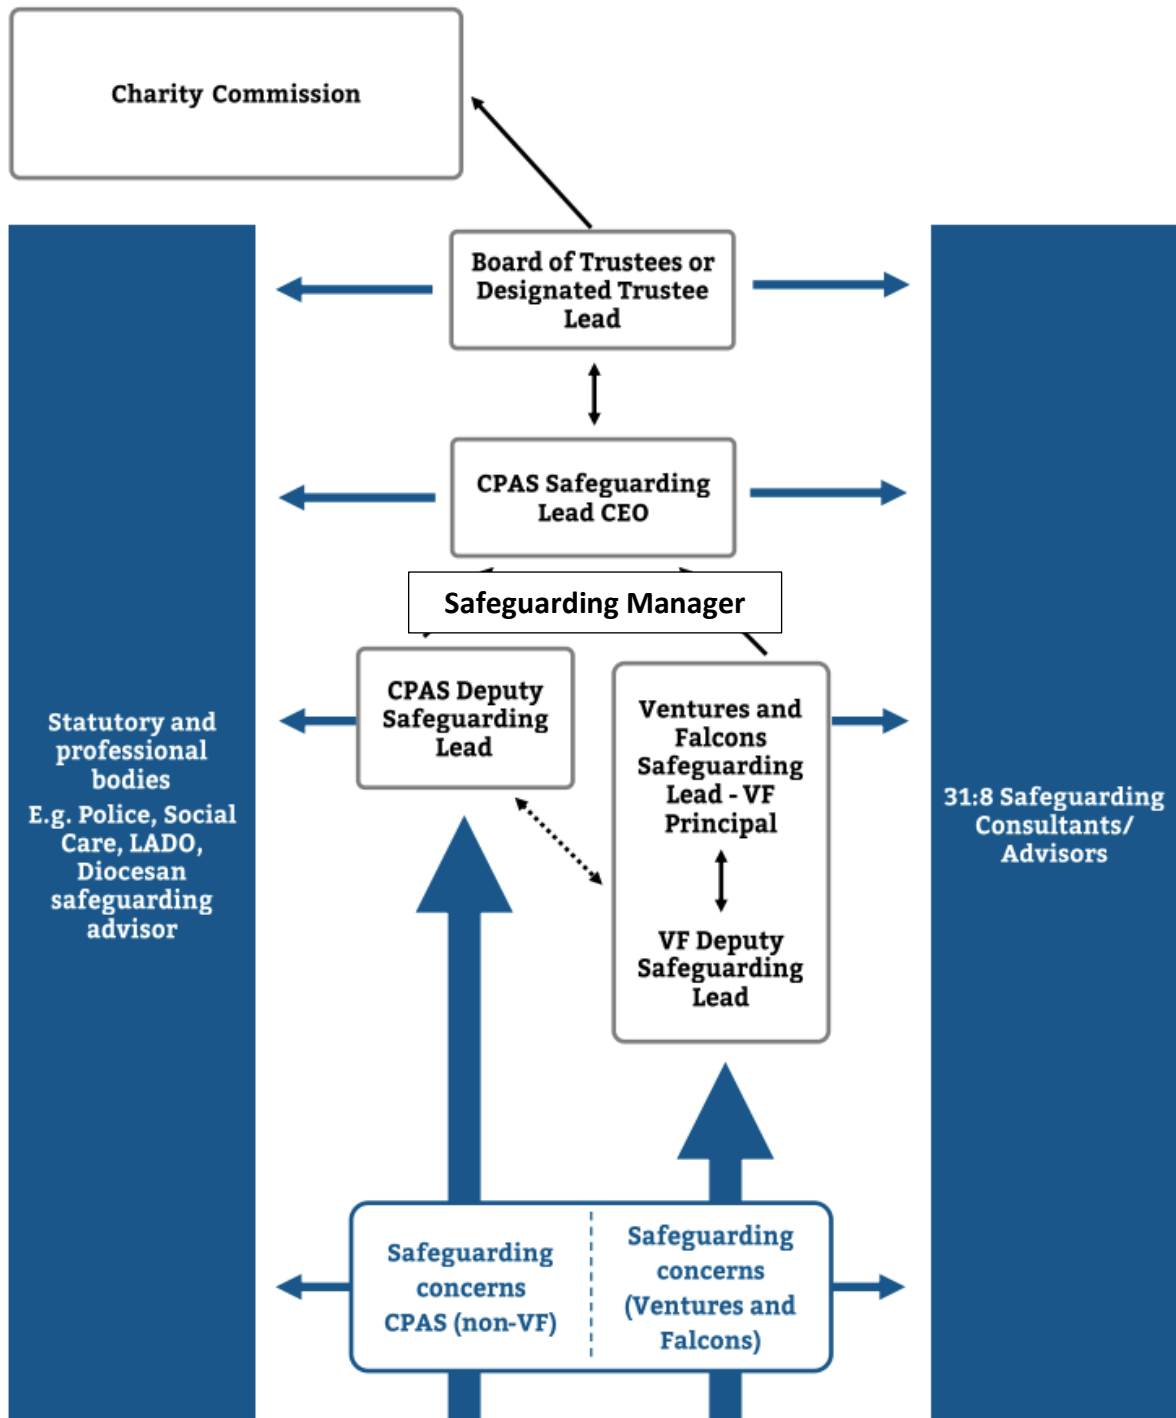 Charity Commission
Board of Trustees or
Designated Trustee
Lead
CPAS Safeguarding
Lead CEO
Safeguarding Manager
CPAS Deputy
Safeguarding
Lead
Ventures and
Falcons
Safeguarding
Lead - VF
Principal
VF Deputy
Safeguarding
Lead
Statutory and
professional
bodies
E.g. Police, Social
Care, LADO,
Diocesan
safeguarding
advisor
31:8 Safeguarding
Consultants/
Advisors
Safeguarding
concerns
CPAS (non-VF)
Safeguarding
concerns
(Ventures and
Falcons)